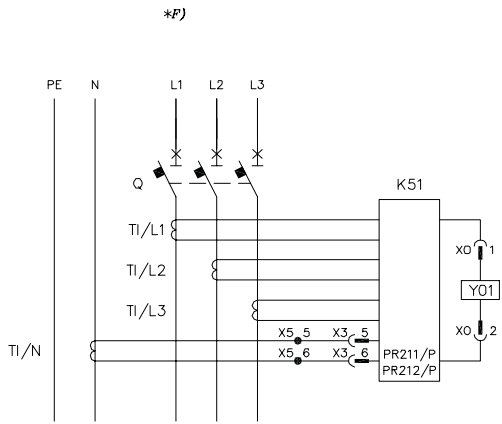 *F)
PE N L1 L2 L3
Q
K51
TI/L1
X0 1
TI/L2
Y01
TI/L3
X5 5 X3 5
X0 2
TI/N
X5 6 X3 6
PR211/P
PR212/P